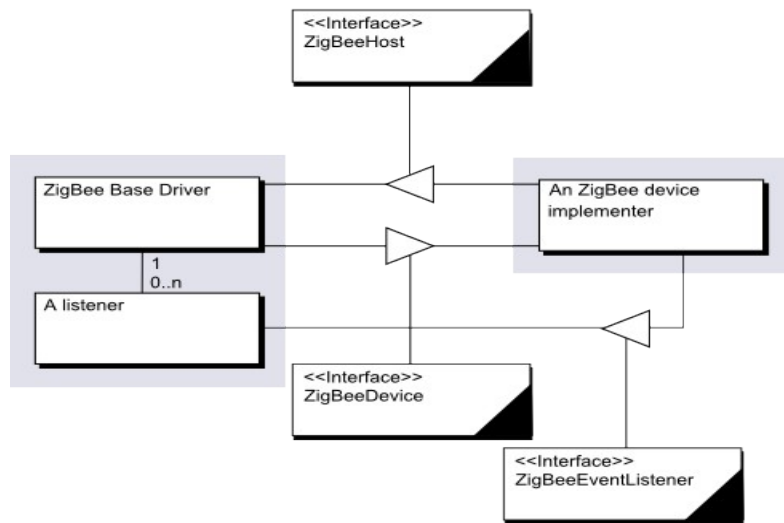 <<Interface>>
ZigBeeHost
ZigBee Base Driver
An ZigBee device
implementer
1
0..n
A listener
<<Interface>>
ZigBeeDevice
<<Interface>>
ZigBeeEventListener